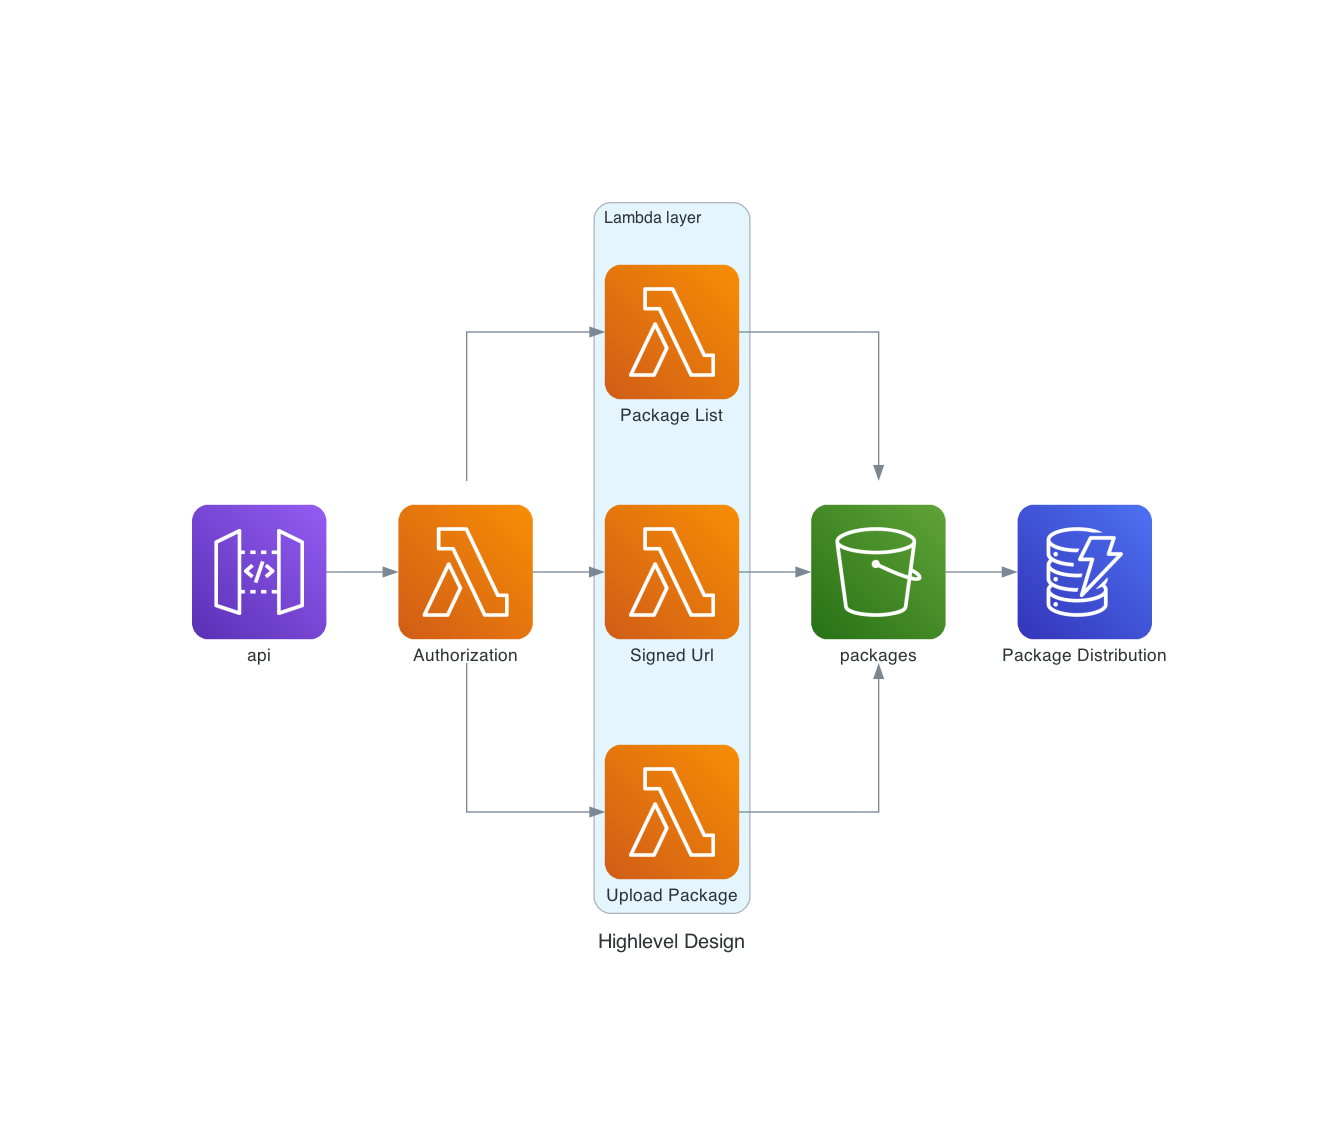 Lambda layer
Package List
api
Authorization
Signed Url
packages
Package Distribution
Upload Package
Highlevel Design